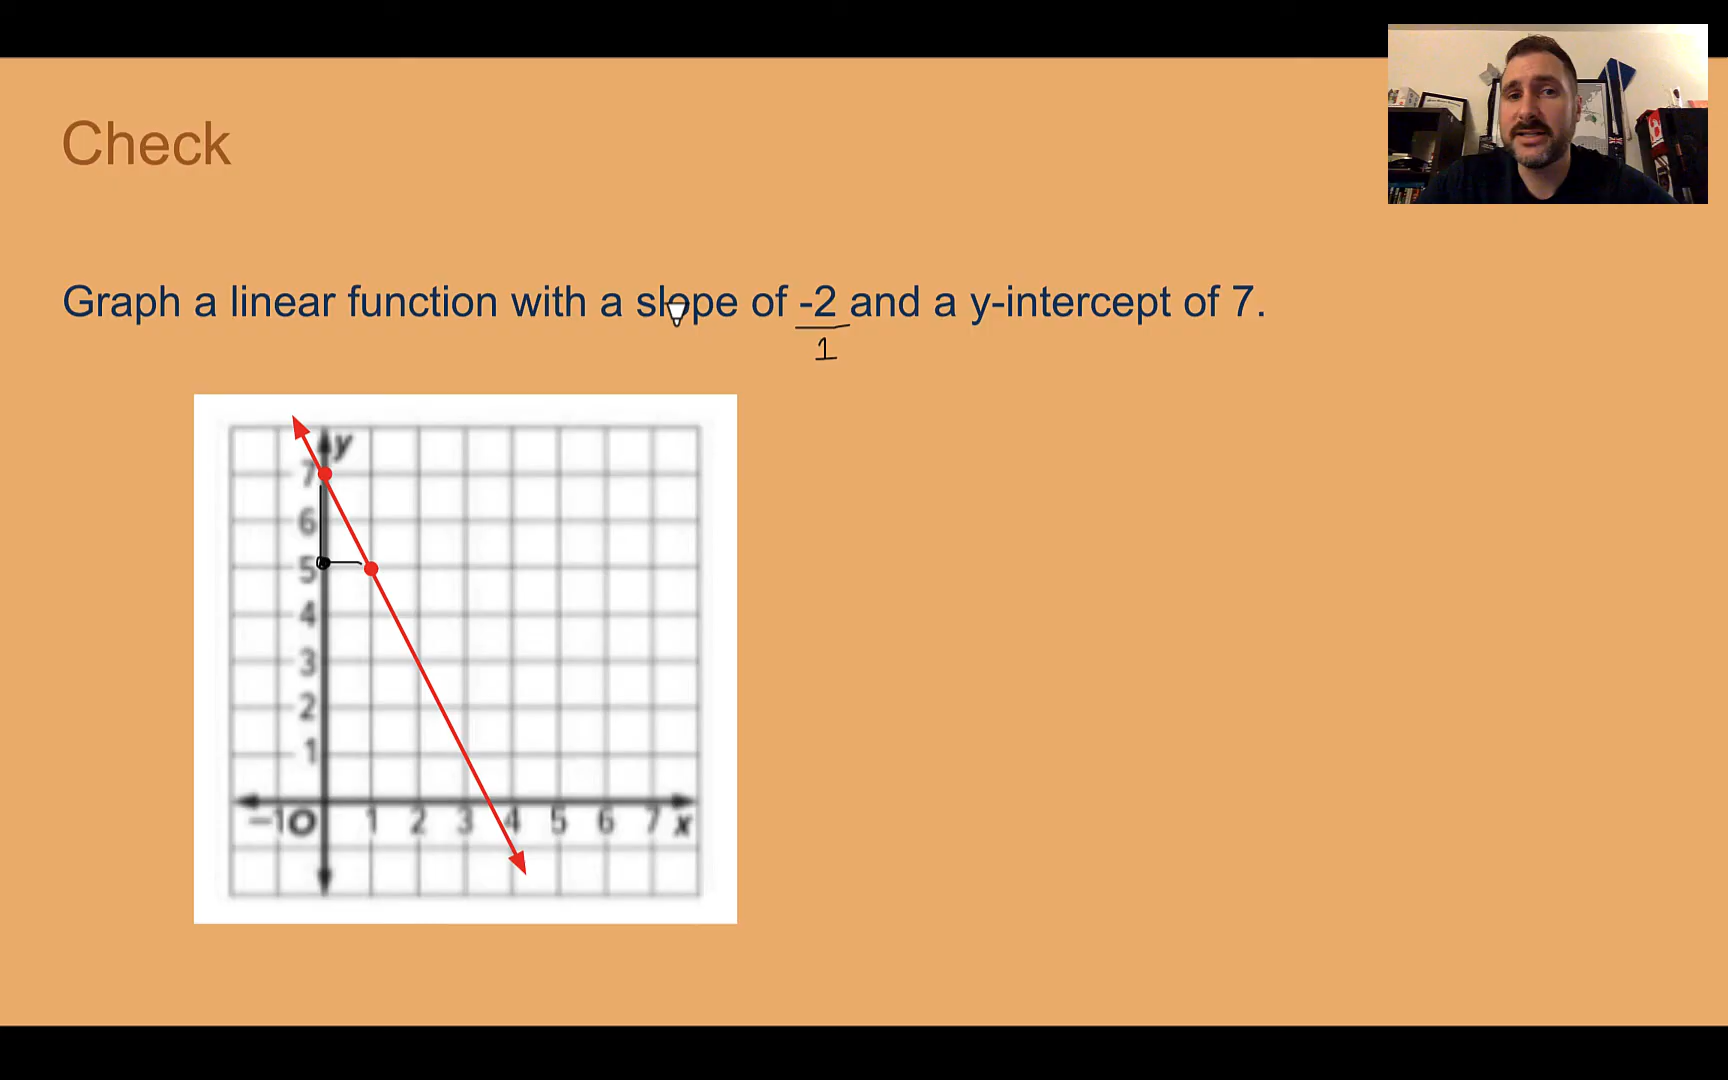 Check
Graph a linear function with a slope of -2 and a y-intercept of 7.
1
y
7
6
5
4
3
2
1
-1 O 1 2 3 4 5 6 7 x